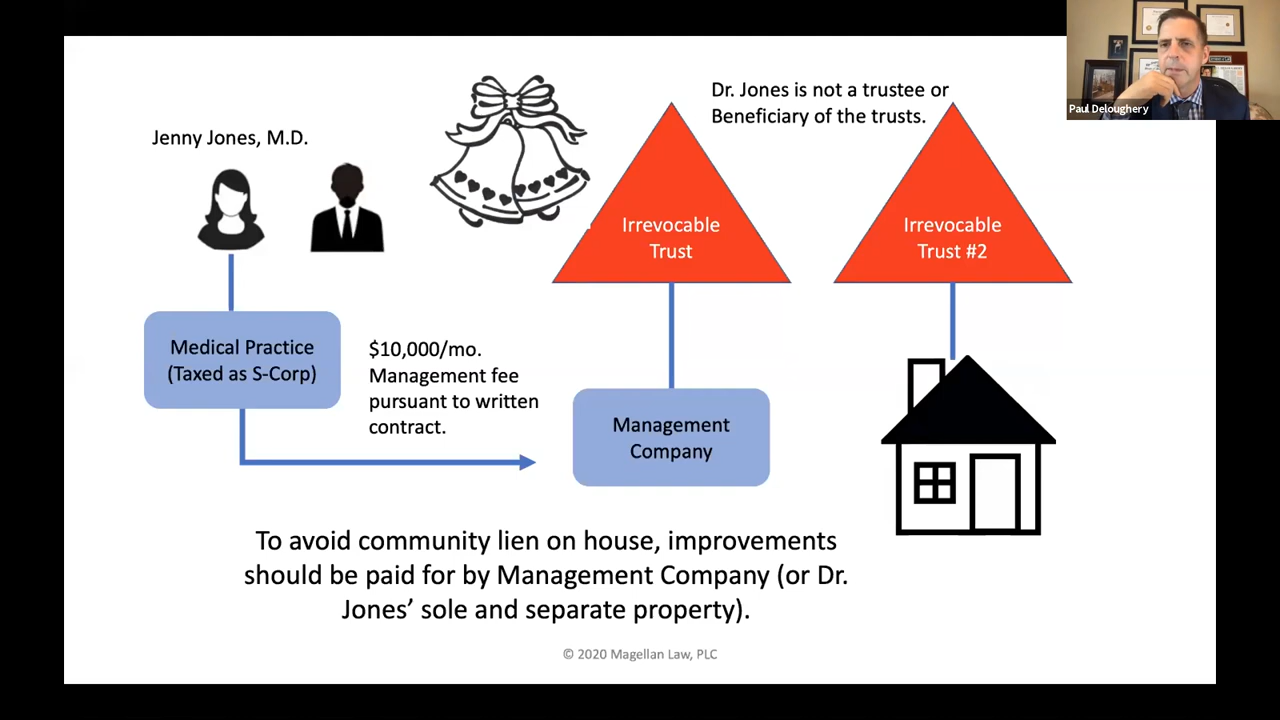 Jenny Jones, M.D.
Dr. Jones is not a trustee or
Beneficiary of the trusts.
Paul Deloughery
Irrevocable
Trust
Irrevocable
Trust #2
Medical Practice
(Taxed as S-Corp)
$10,000/mo.
Management fee
pursuant to written
contract.
Management
Company
To avoid community lien on house, improvements
should be paid for by Management Company (or Dr.
Jones’ sole and separate property).
© 2020 Magellan Law, PLC